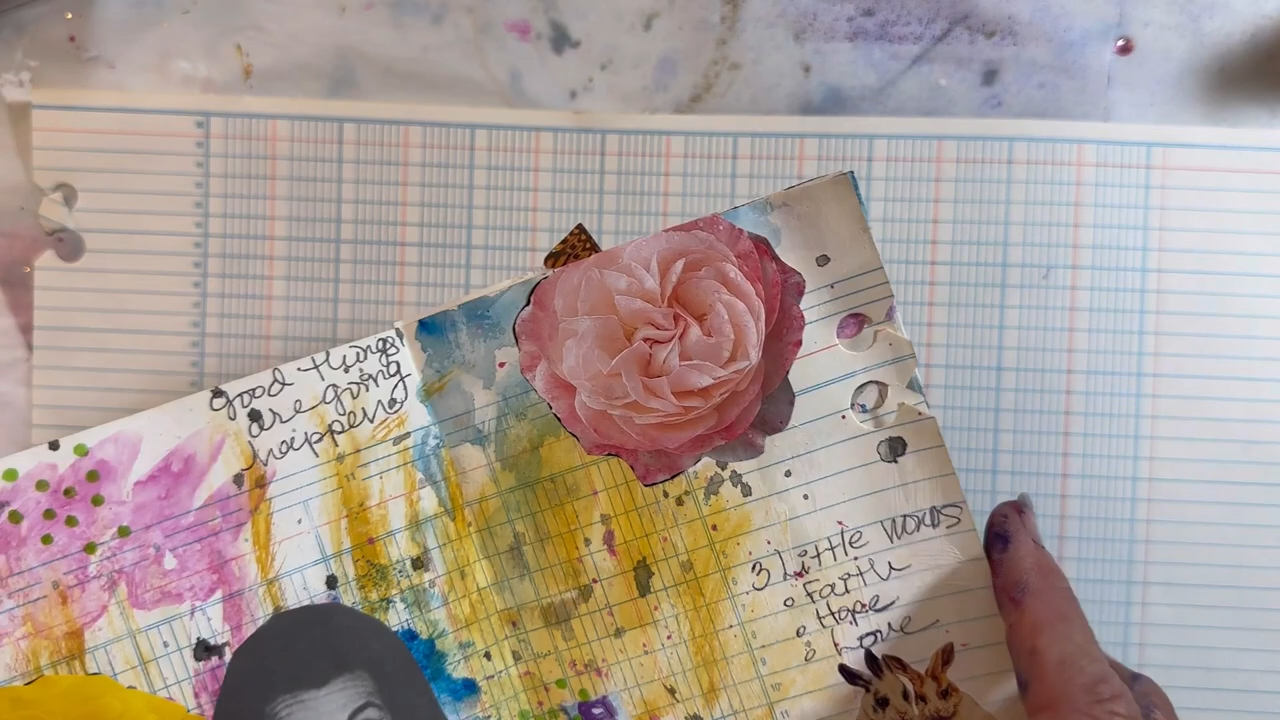 good things
are going
happen
3 Little words
Faith
Hope
Love